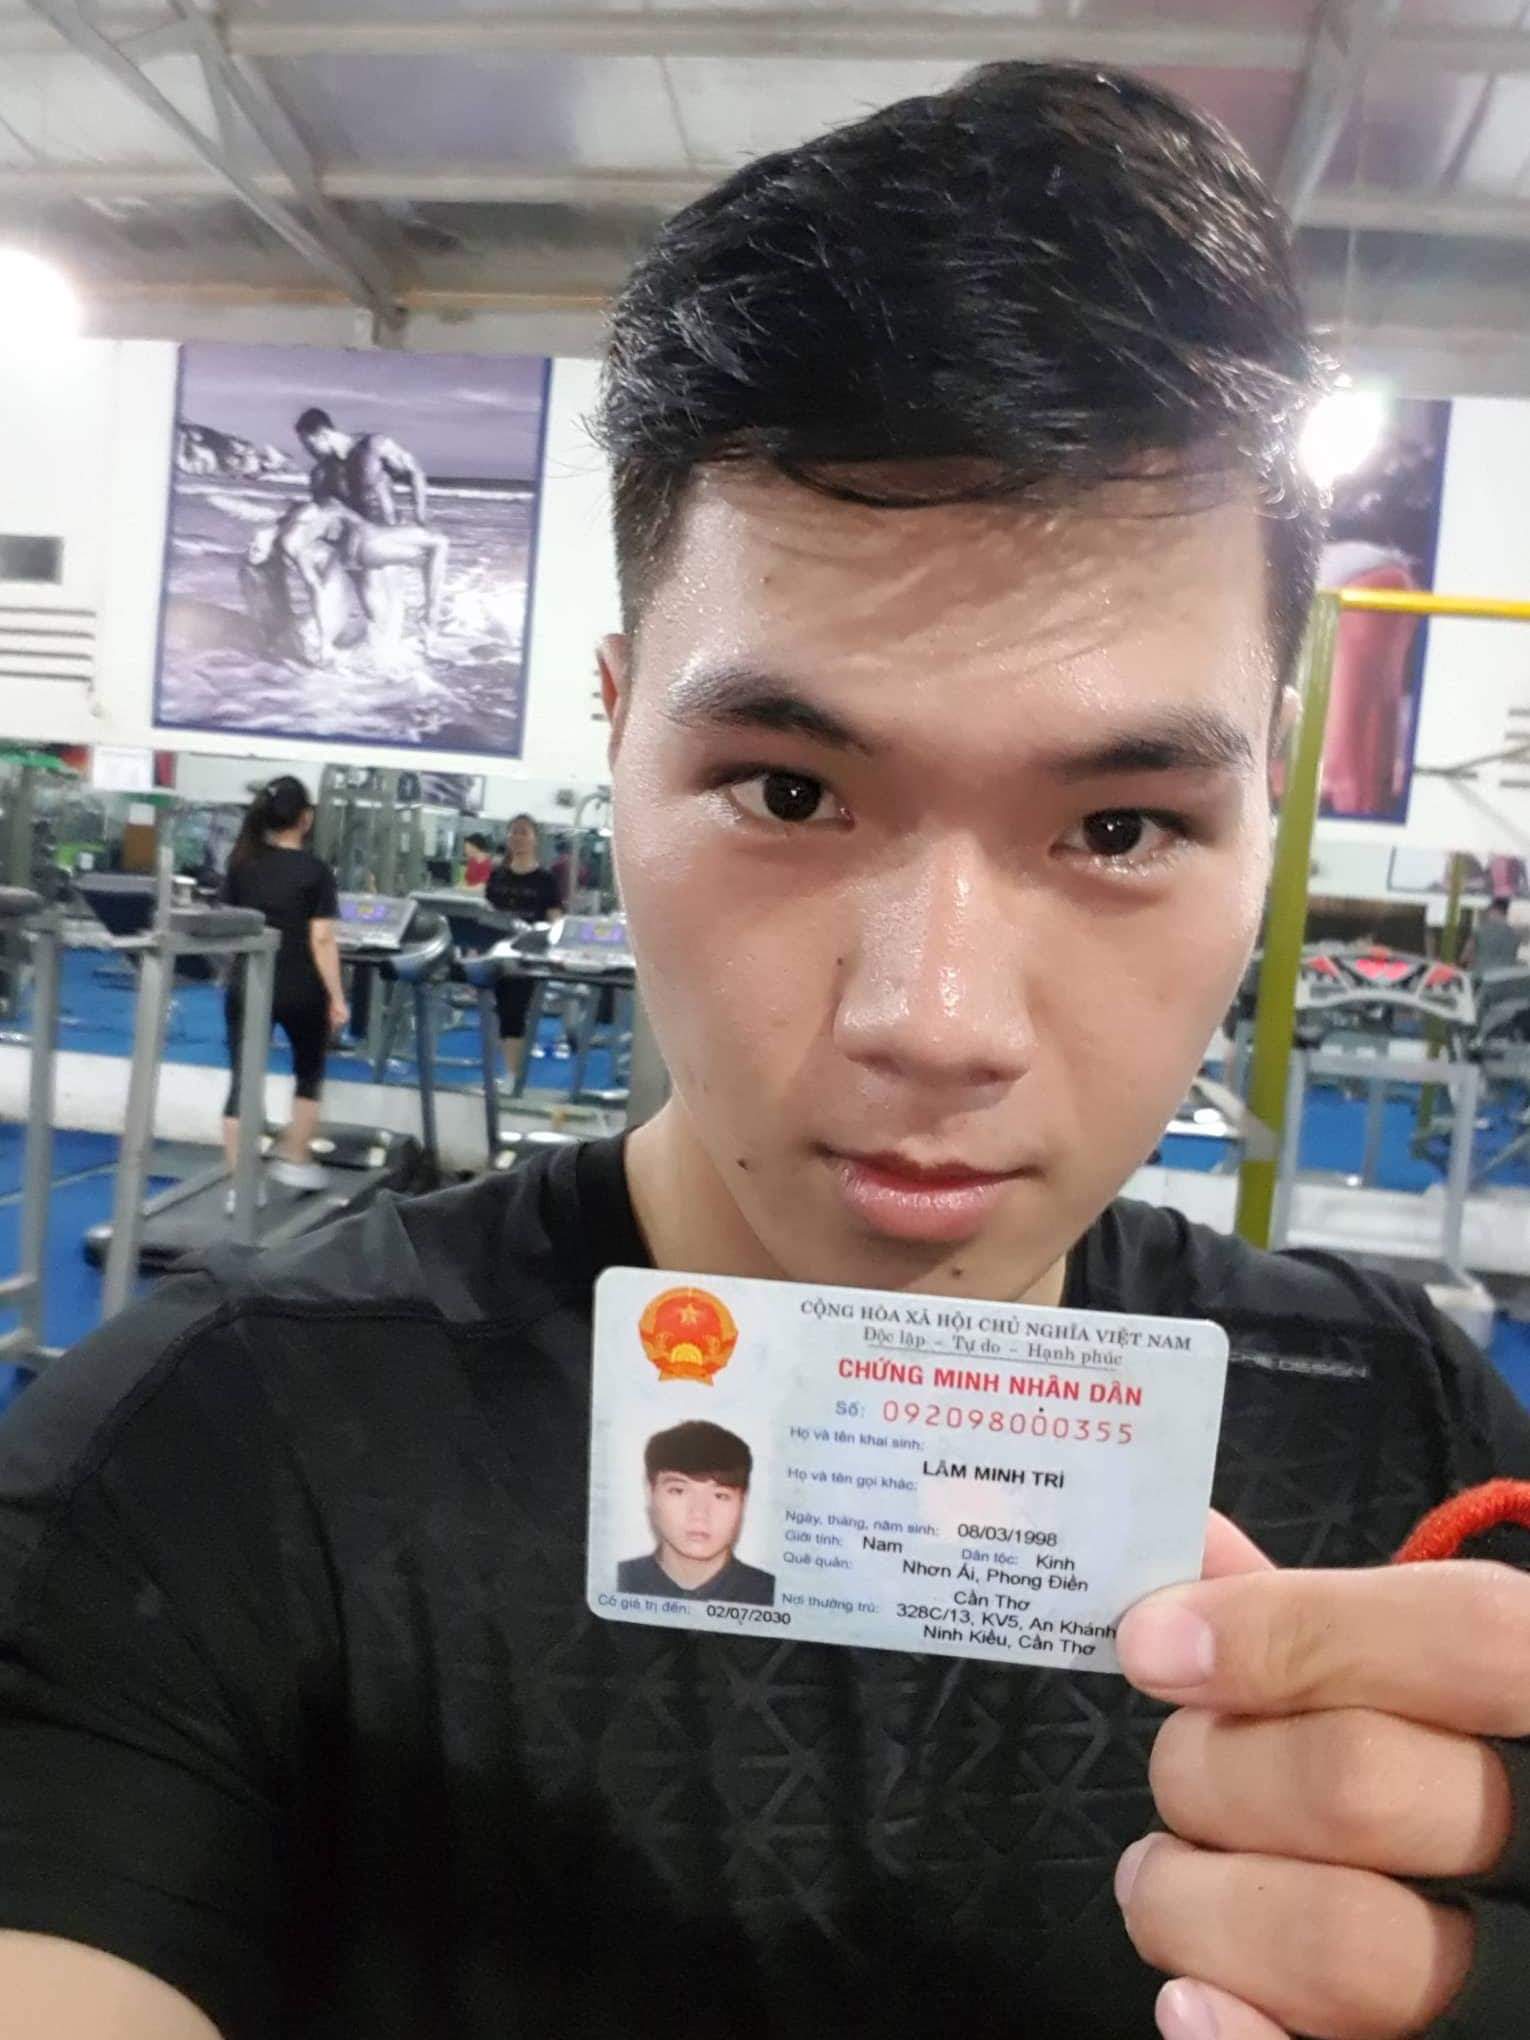 CỘNG HÒA XÃ HỘI CHỦ NGHĨA VIỆT NAM
Độc lập - Tự do - Hạnh phúc
CHỨNG MINH NHÂN DÂN
Số: 092098000355
Họ và tên khai sinh:
LÂM MINH TRÍ
Họ và tên gọi khác:
Ngày, tháng, năm sinh: 08/03/1998
Giới tính: Nam Dân tộc: Kinh
Quê quán: Nhơn Ái, Phong Điền
Cần Thơ
Nơi thường trú: 328C/13, KV5, An Khánh
Ninh Kiều, Cần Thơ
Có giá trị đến: 02/07/2030